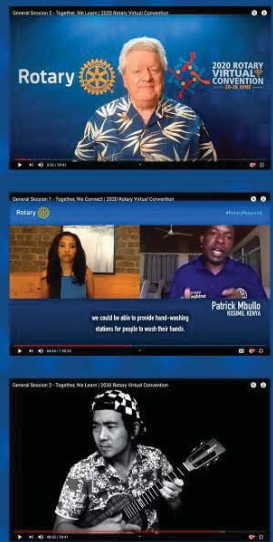 General Session 2 - Together, We Learn | 2020 Rotary Virtual Convention
Rotary
2020 ROTARY
VIRTUAL
CONVENTION
20-26 JUNE
General Session 1 - Together, We Connect | 2020 Rotary Virtual Convention
Rotary
#RotaryResponds
Patrick Mbullo
KISUMU, KENYA
we could be able to provide hand-washing
stations for people to wash their hands.
General Session 2 - Together, We Learn | 2020 Rotary Virtual Convention